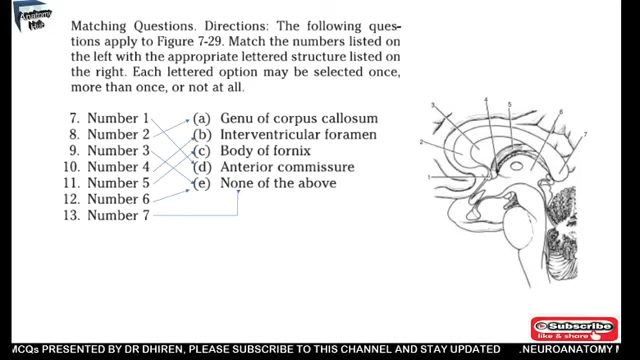 Anatomy
Hub
Matching Questions. Directions: The following ques-
tions apply to Figure 7-29. Match the numbers listed on
the left with the appropriate lettered structure listed on
the right. Each lettered option may be selected once,
more than once, or not at all.
7. Number 1 (a) Genu of corpus callosum
8. Number 2 (b) Interventricular foramen
9. Number 3 (c) Body of fornix
10. Number 4 (d) Anterior commissure
11. Number 5 (e) None of the above
12. Number 6
13. Number 7
4
5
3
6
7
2
1
Subscribe
like & share
MCQs PRESENTED BY DR DHIREN, PLEASE SUBSCRIBE TO THIS CHANNEL AND STAY UPDATED .NEUROANATOMY